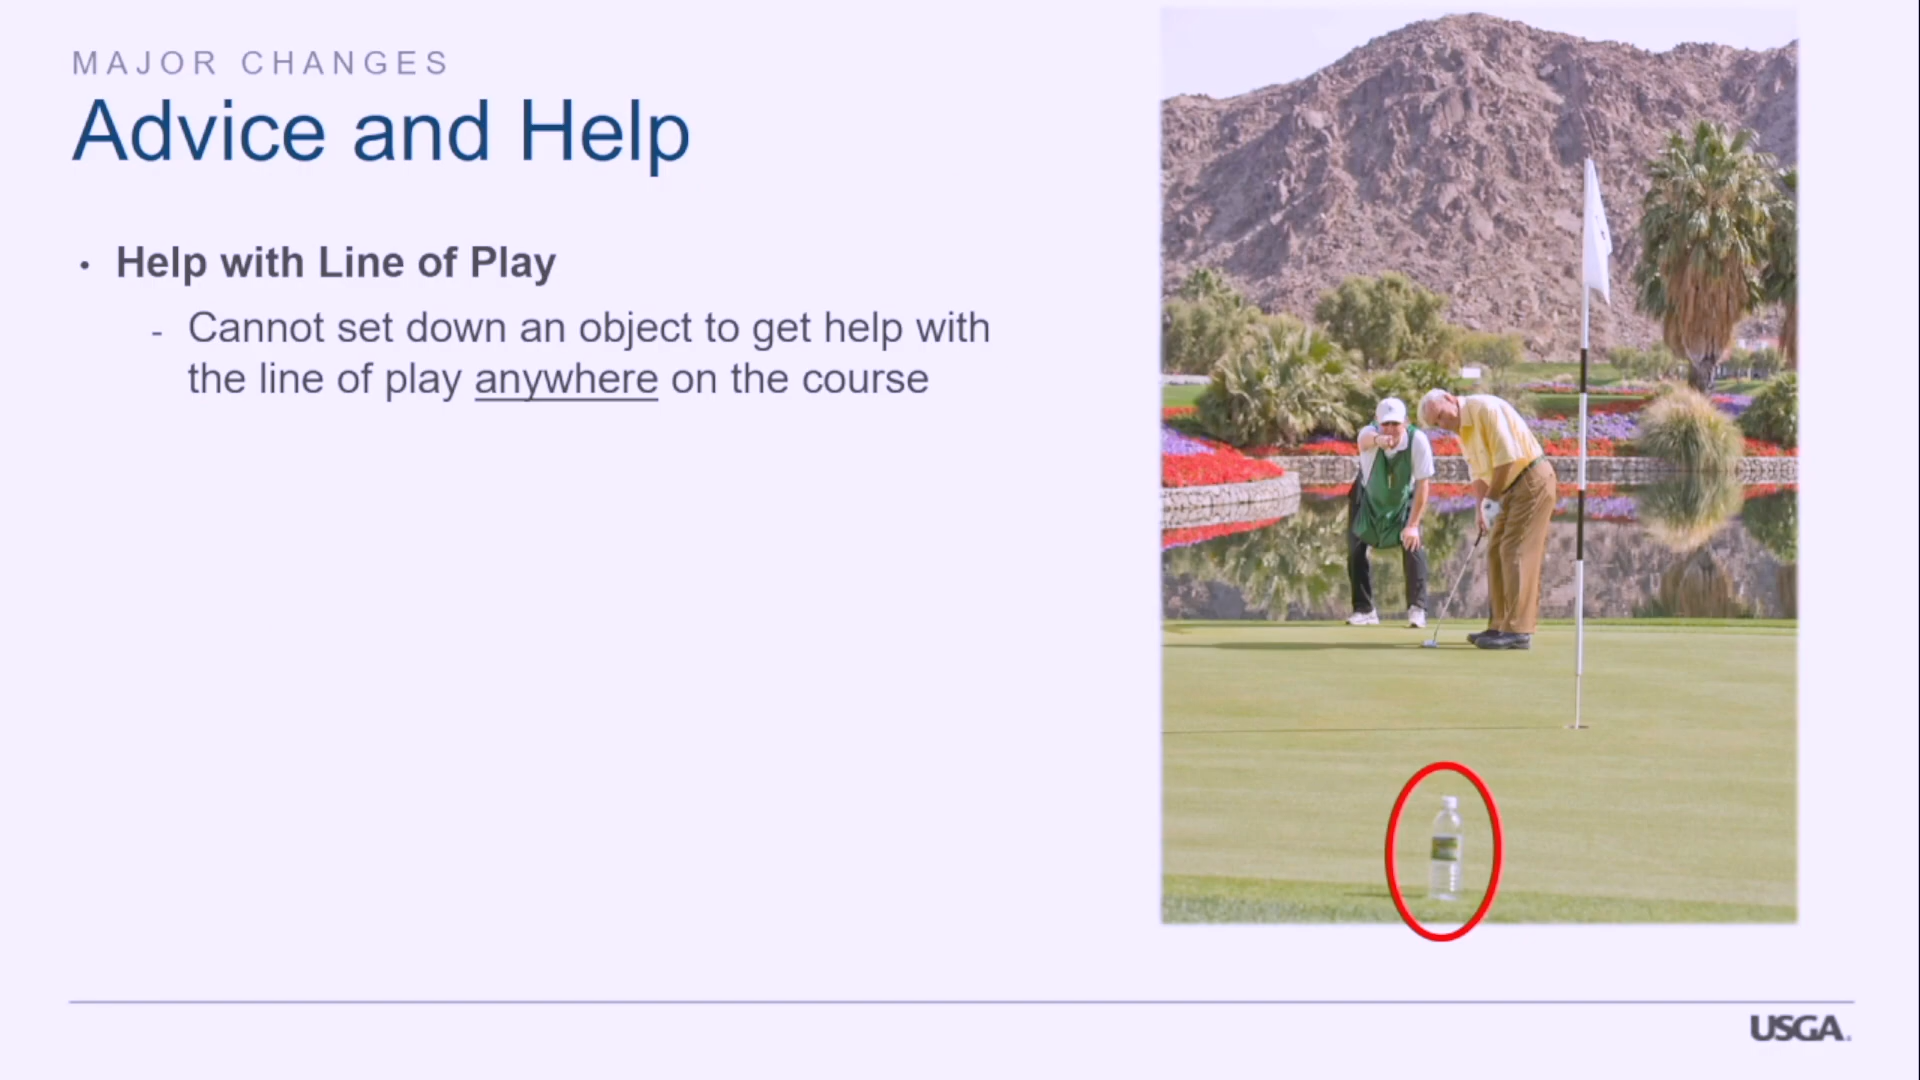 MAJOR CHANGES
Advice and Help
• Help with Line of Play
- Cannot set down an object to get help with
the line of play anywhere on the course
USGA.